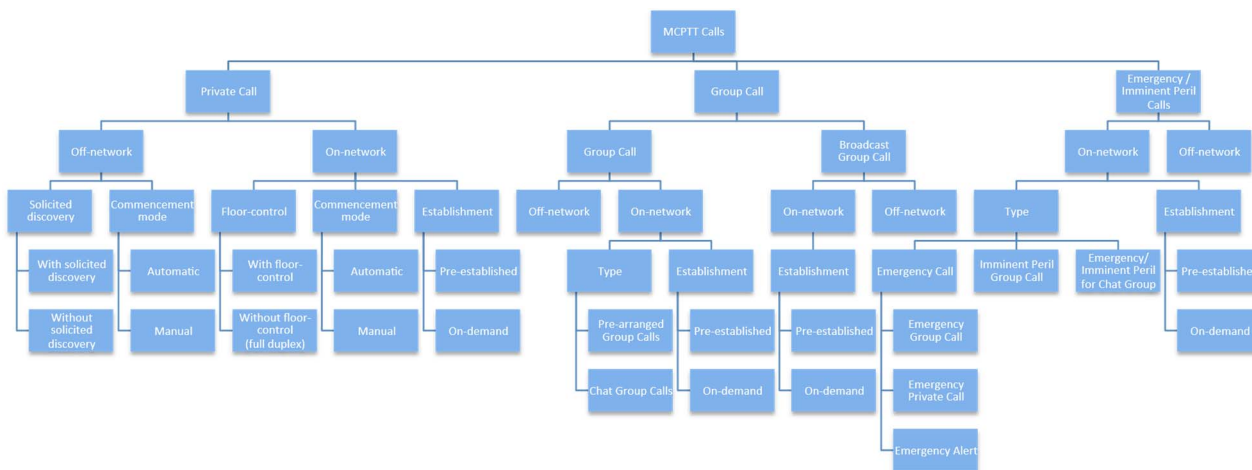 MCPTT Calls
Private Call
Group Call
Emergency /
Imminent Peril
Calls
Off-network
On-network
Group Call
Broadcast
Group Call
On-network
Off-network
Solicited
discovery
Commencement
mode
Floor-control
Commencement
mode
Establishment
Off-network
On-network
On-network
Off-network
Type
Establishment
With solicited
discovery
Automatic
With floor-
control
Automatic
Pre-established
Type
Establishment
Establishment
Emergency Call
Imminent Peril
Group Call
Emergency/
Imminent Peril
for Chat Group
Pre-established
Without
solicited
discovery
Manual
Without floor-
control
(full duplex)
Manual
On-demand
Pre-arranged
Group Calls
Pre-established
Pre-established
Emergency
Group Call
On-demand
Chat Group Calls
On-demand
On-demand
Emergency
Private Call
Emergency Alert